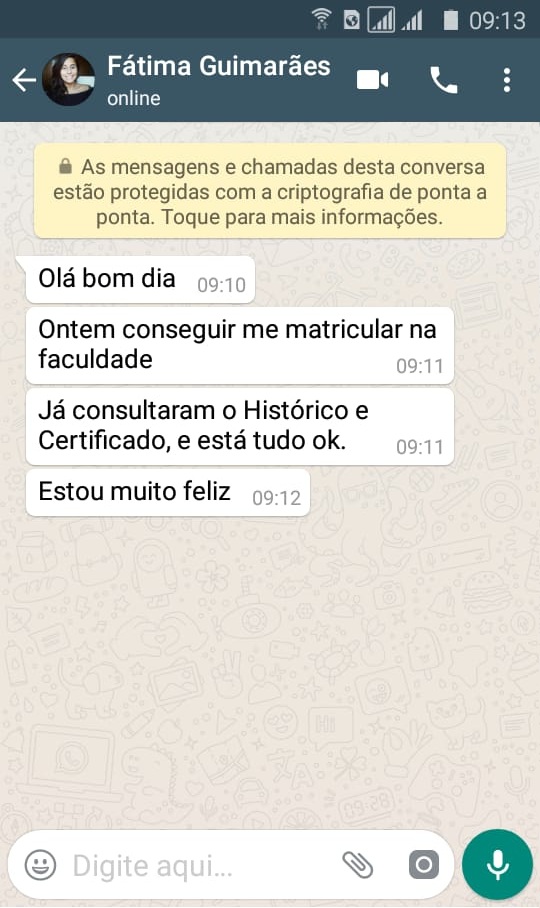 09:13
Fátima Guimarães
online
As mensagens e chamadas desta conversa
estão protegidas com a criptografia de ponta a
ponta. Toque para mais informações.
Olá bom dia 09:10
Ontem conseguir me matricular na
faculdade 09:11
Já consultaram o Histórico e
Certificado, e está tudo ok. 09:11
Estou muito feliz 09:12
Digite aqui...